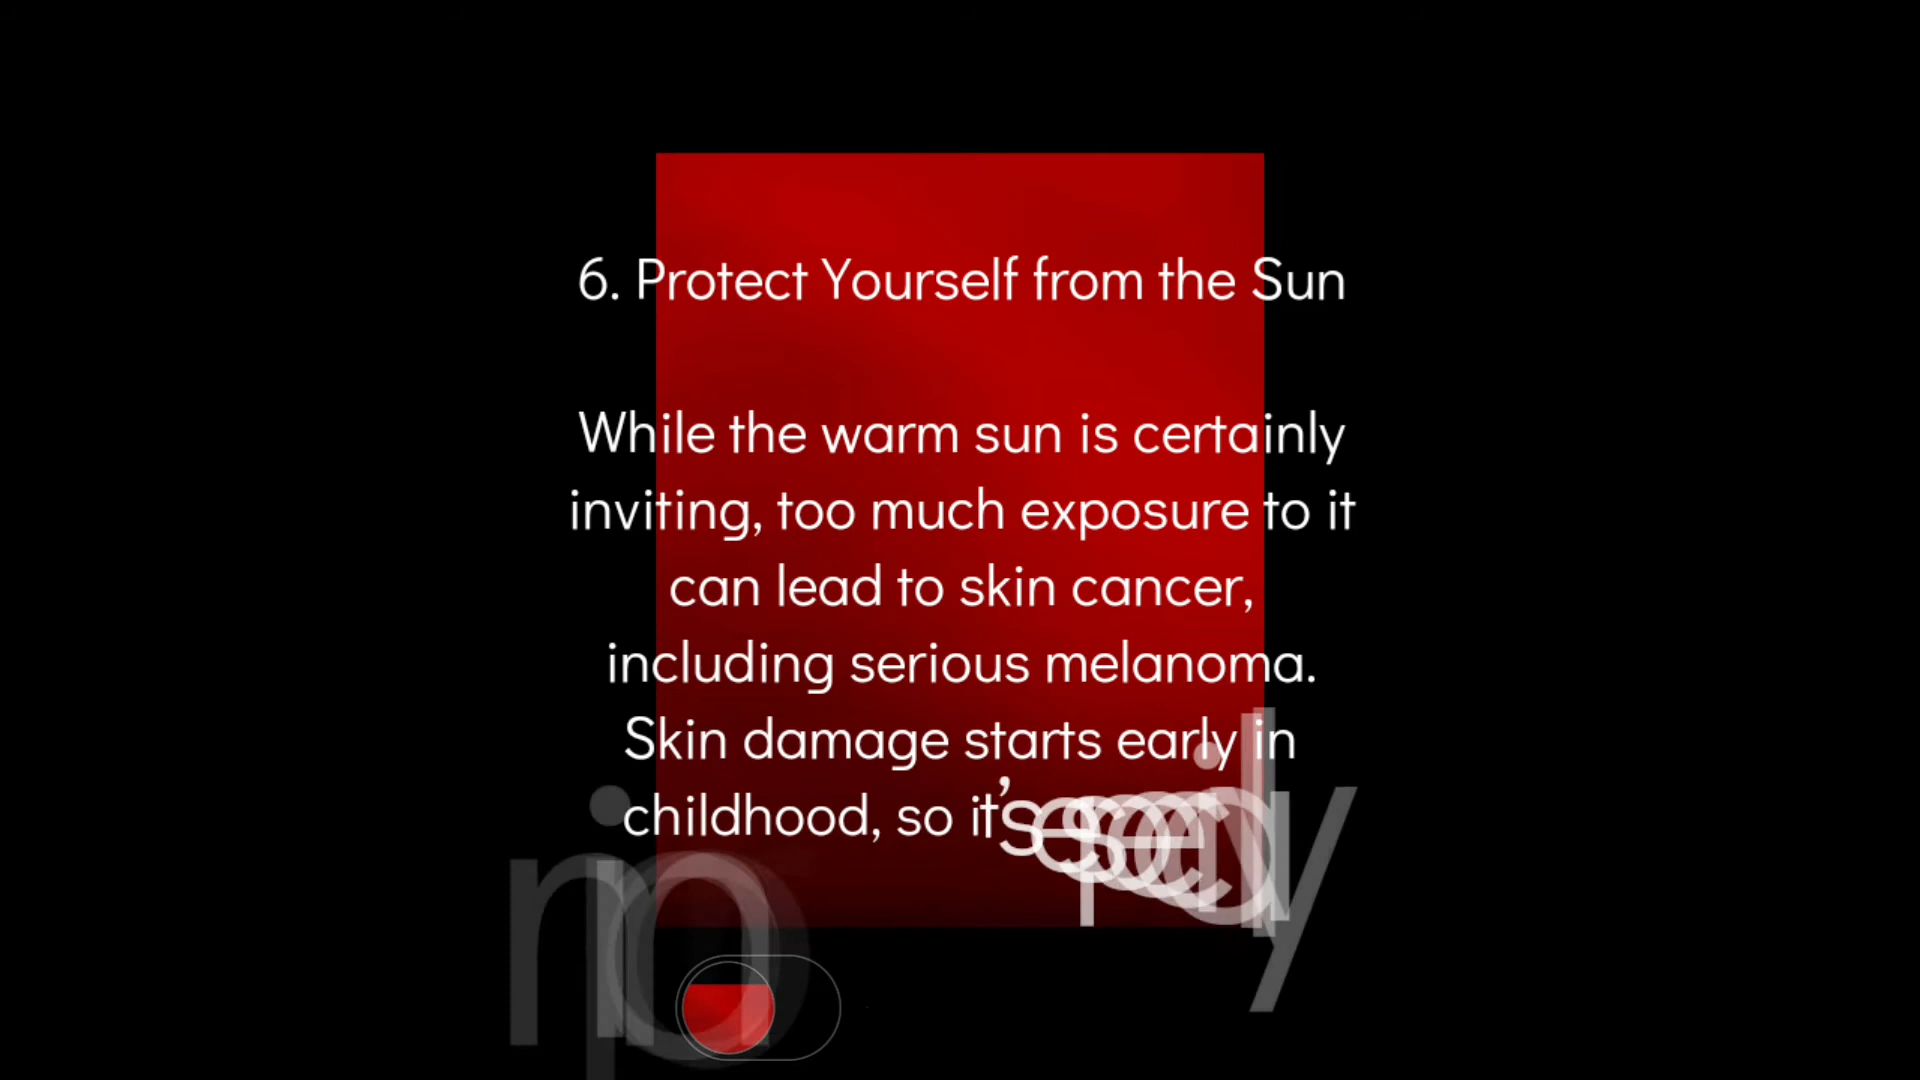 6. Protect Yourself from the Sun
While the warm sun is certainly
inviting, too much exposure to it
can lead to skin cancer,
including serious melanoma.
Skin damage starts early in
childhood, so it's